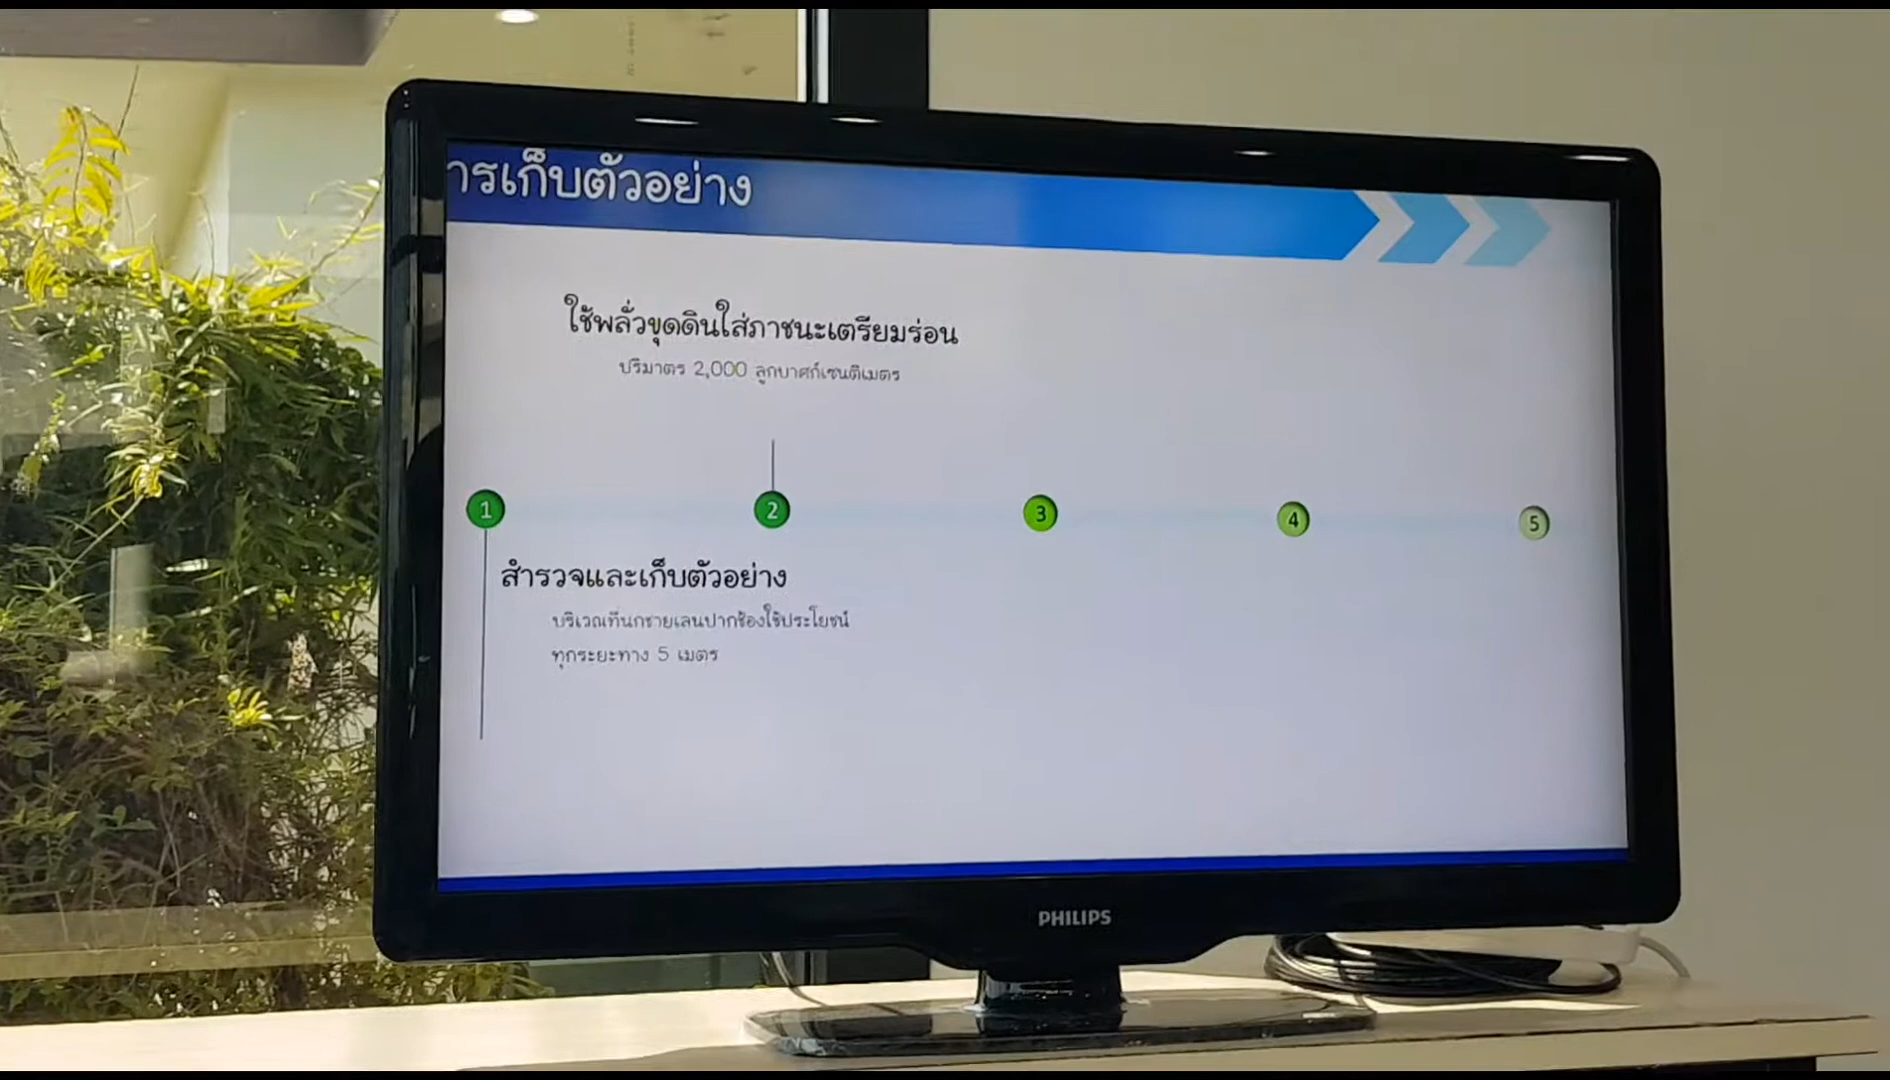 ารเก็บตัวอย่าง
ใช้พลั่วขุดดินใส่ภาชนะเตรียมร่อน
ปริมาตร 2,000 ลูกบาศก์เซนติเมตร
1
2
3
4
5
สำรวจและเก็บตัวอย่าง
บริเวณที่นกชายเลนปากช้องใช้ประโยชน์
ทุกระยะทาง 5 เมตร
PHILIPS